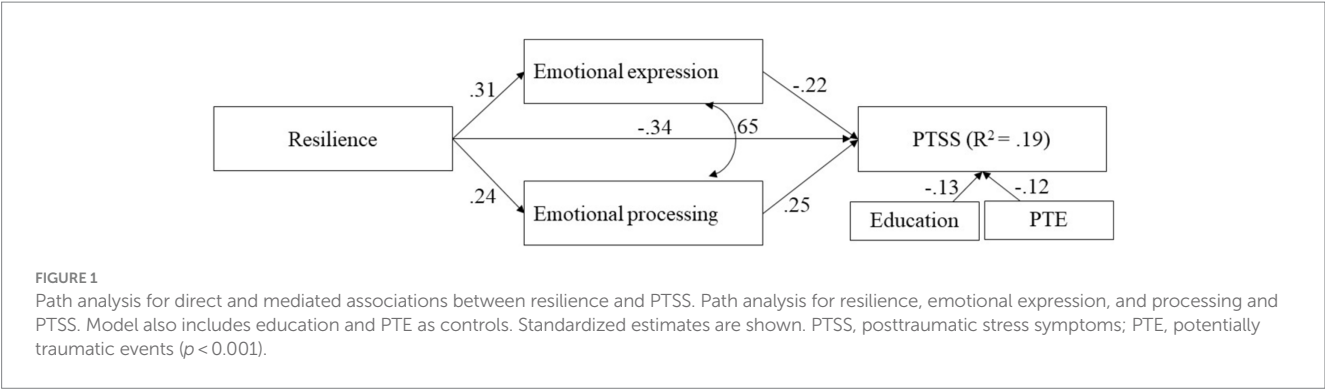 Emotional expression
.31
-.22
Resilience
-.34
65
PTSS (R² = .19)
.24
Emotional processing
.25
-.13
-.12
Education
PTE
FIGURE 1
Path analysis for direct and mediated associations between resilience and PTSS. Path analysis for resilience, emotional expression, and processing and
PTSS. Model also includes education and PTE as controls. Standardized estimates are shown. PTSS, posttraumatic stress symptoms; PTE, potentially
traumatic events (p < 0.001).